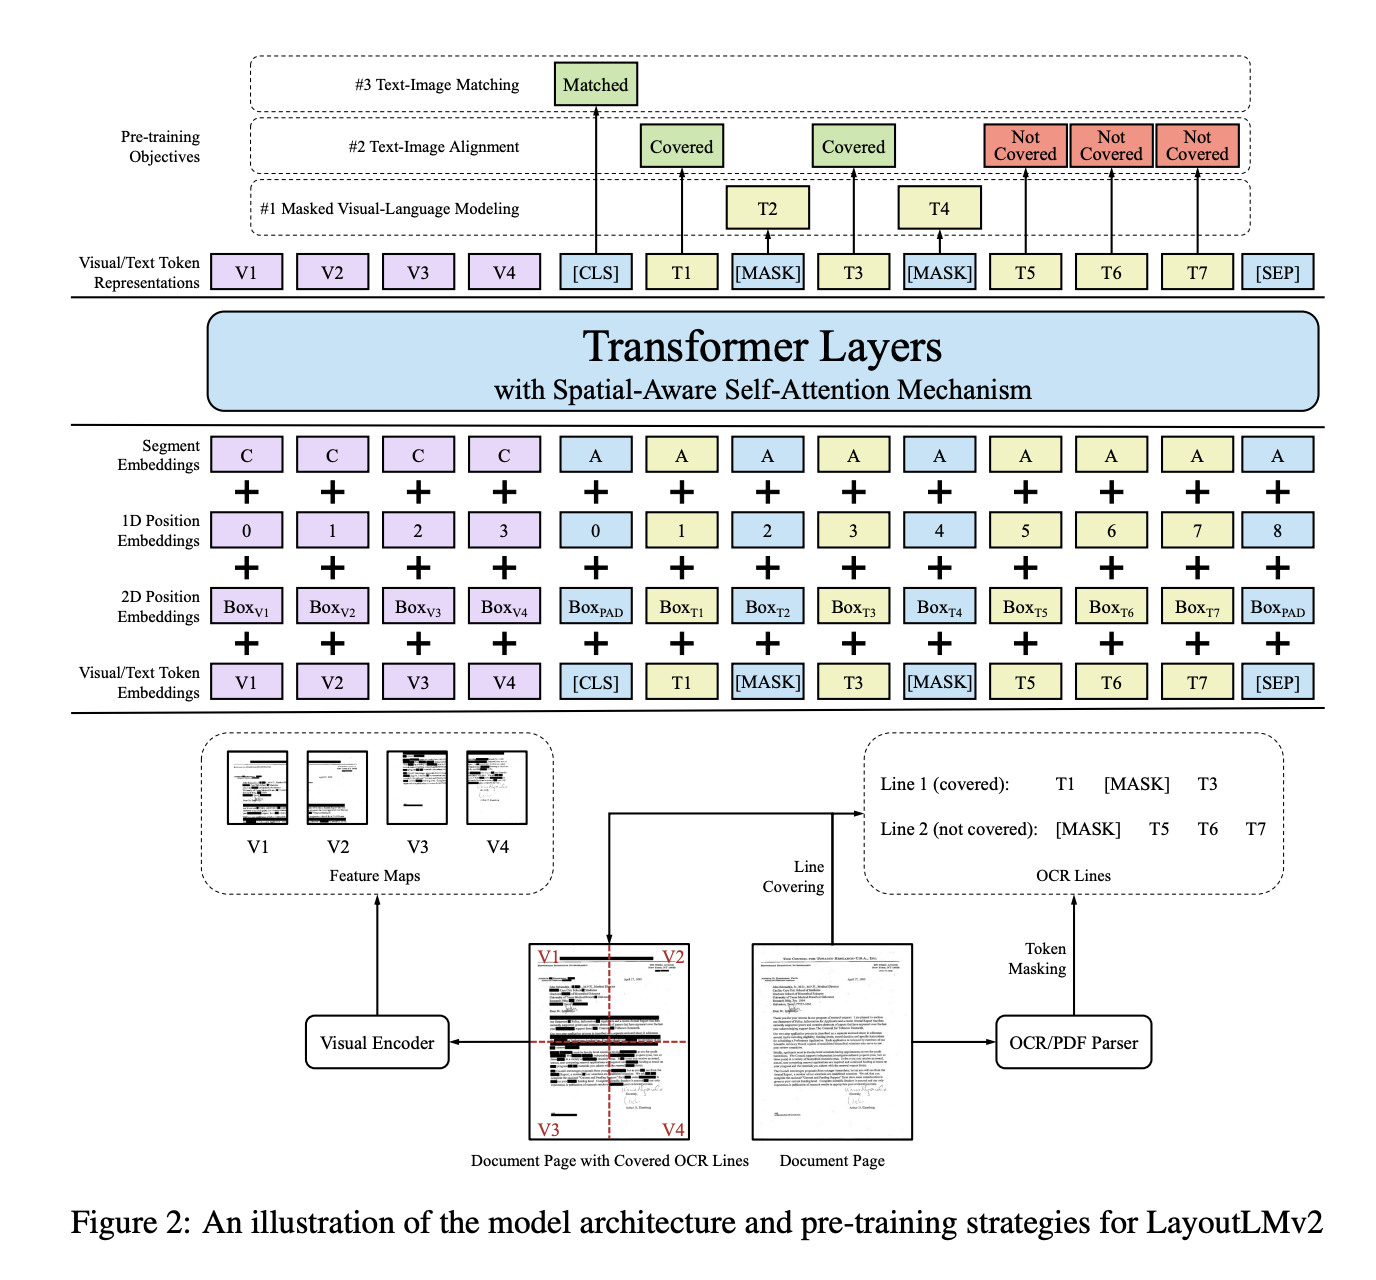 #3 Text-Image Matching Matched
Pre-training Objectives
#2 Text-Image Alignment Covered Covered Not Covered Not Covered Not Covered
#1 Masked Visual-Language Modeling T2 T4
Visual/Text Token Representations V1 V2 V3 V4 [CLS] T1 [MASK] T3 [MASK] T5 T6 T7 [SEP]
Transformer Layers
with Spatial-Aware Self-Attention Mechanism
Segment Embeddings C C C C A A A A A A A A A
+ + + + + + + + + + + + +
1D Position Embeddings 0 1 2 3 0 1 2 3 4 5 6 7 8
+ + + + + + + + + + + + +
2D Position Embeddings BoxV1 BoxV2 BoxV3 BoxV4 BoxPAD BoxT1 BoxT2 BoxT3 BoxT4 BoxT5 BoxT6 BoxT7 BoxPAD
+ + + + + + + + + + + + +
Visual/Text Token Embeddings V1 V2 V3 V4 [CLS] T1 [MASK] T3 [MASK] T5 T6 T7 [SEP]
V1 V2 V3 V4
Feature Maps
Line 1 (covered): T1 [MASK] T3
Line 2 (not covered): [MASK] T5 T6 T7
OCR Lines
Line Covering
Token Masking
Visual Encoder
V1 V2
V3 V4
OCR/PDF Parser
Document Page with Covered OCR Lines
Document Page
Figure 2: An illustration of the model architecture and pre-training strategies for LayoutLMv2